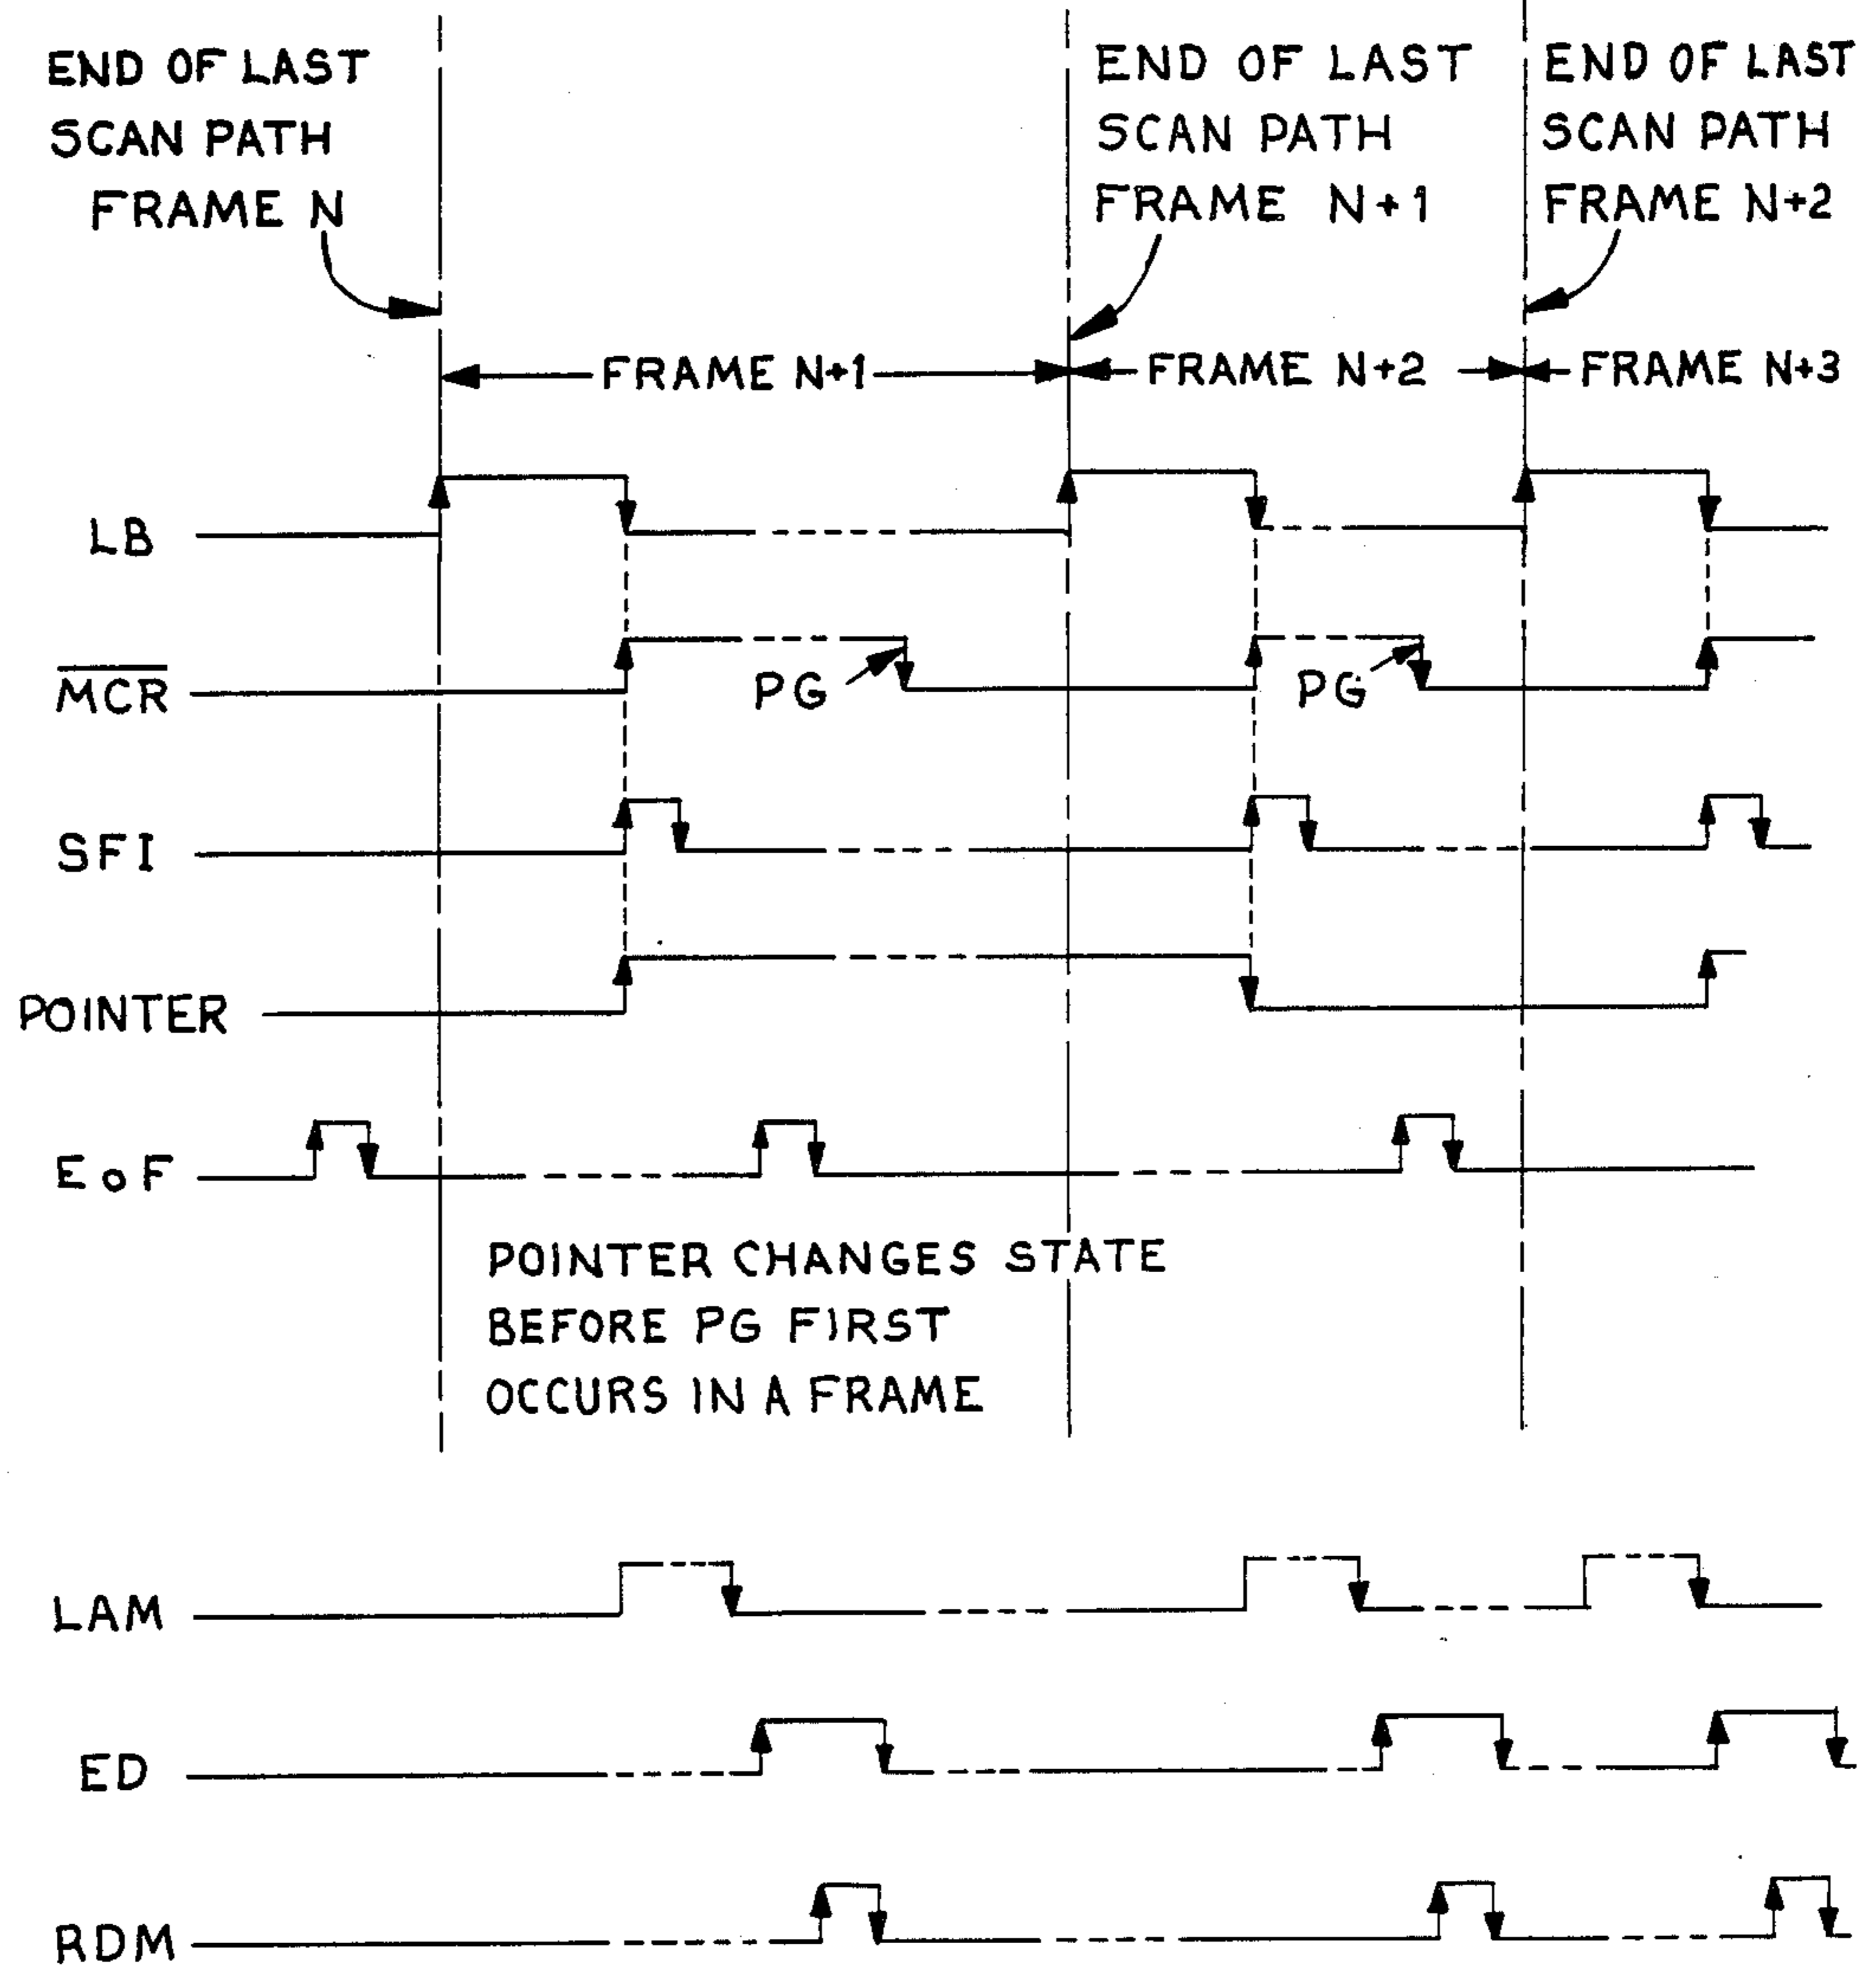 END OF LAST
SCAN PATH
FRAME N
END OF LAST
SCAN PATH
FRAME N+1
END OF LAST
SCAN PATH
FRAME N+2
FRAME N+1
FRAME N+2
FRAME N+3
LB
MCR
PG
PG
SFI
POINTER
EoF
POINTER CHANGES STATE
BEFORE PG FIRST
OCCURS IN A FRAME
LAM
ED
RDM